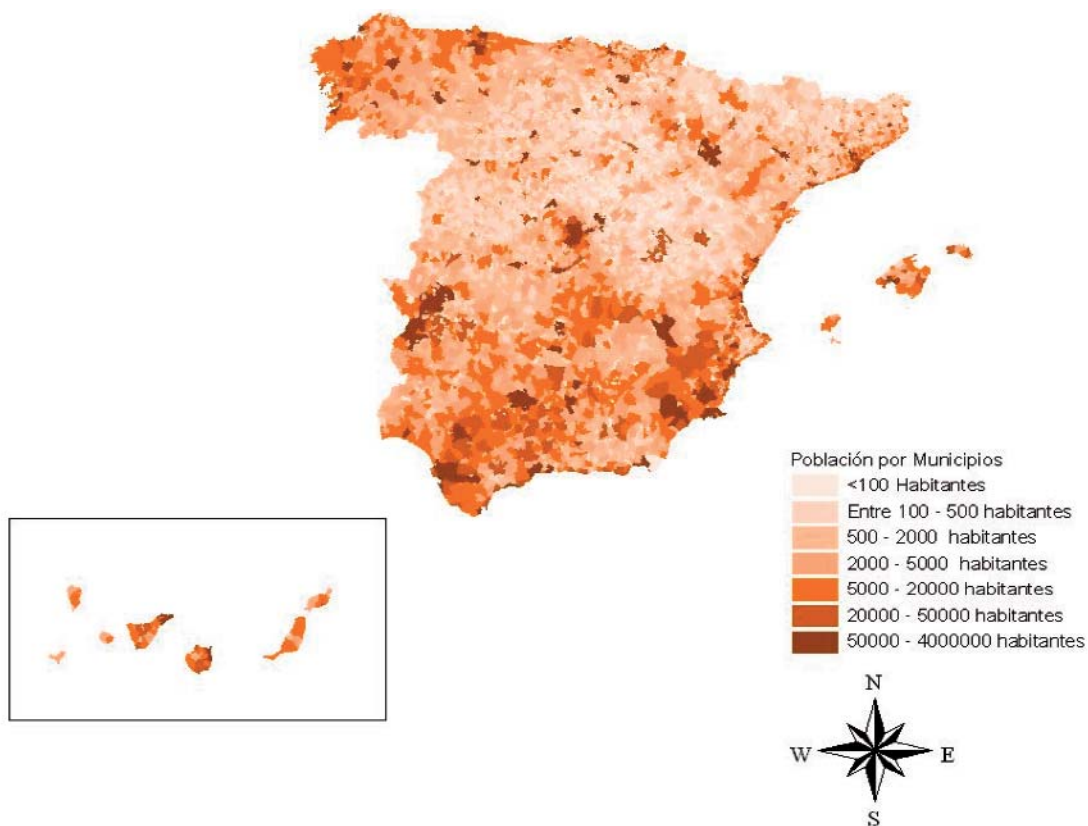 Población por Municipios
<100 Habitantes
Entre 100 - 500 habitantes
500 - 2000 habitantes
2000 - 5000 habitantes
5000 - 20000 habitantes
20000 - 50000 habitantes
50000 - 4000000 habitantes
N
W E
S